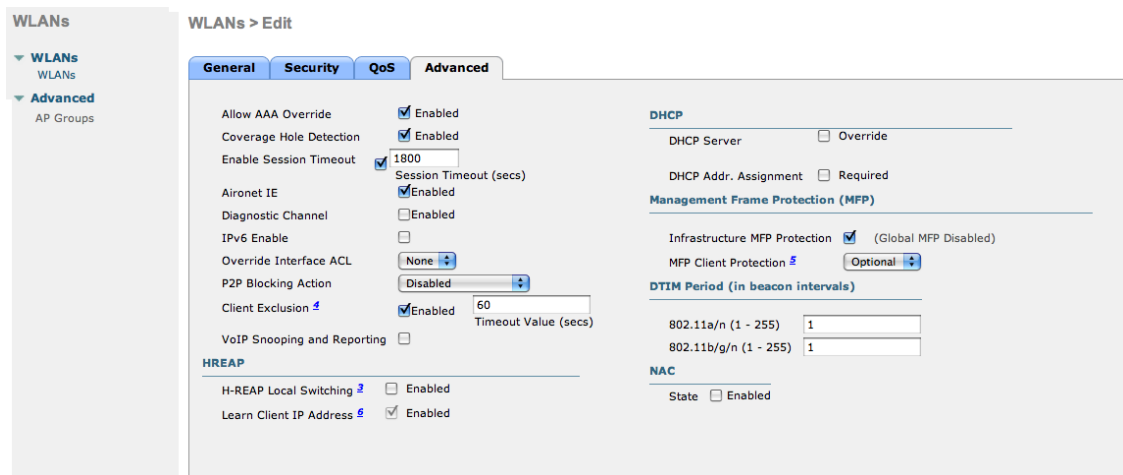 WLANs
WLANs
WLANs
Advanced
AP Groups
WLANs > Edit
General Security QoS Advanced
Allow AAA Override Enabled
Coverage Hole Detection Enabled
Enable Session Timeout 1800
Session Timeout (secs)
Aironet IE Enabled
Diagnostic Channel Enabled
IPv6 Enable
Override Interface ACL None
P2P Blocking Action Disabled
Client Exclusion 4 Enabled 60
Timeout Value (secs)
VoIP Snooping and Reporting
HREAP
H-REAP Local Switching 3 Enabled
Learn Client IP Address 6 Enabled
DHCP
DHCP Server Override
DHCP Addr. Assignment Required
Management Frame Protection (MFP)
Infrastructure MFP Protection (Global MFP Disabled)
MFP Client Protection 5 Optional
DTIM Period (in beacon intervals)
802.11a/n (1 - 255) 1
802.11b/g/n (1 - 255) 1
NAC
State Enabled